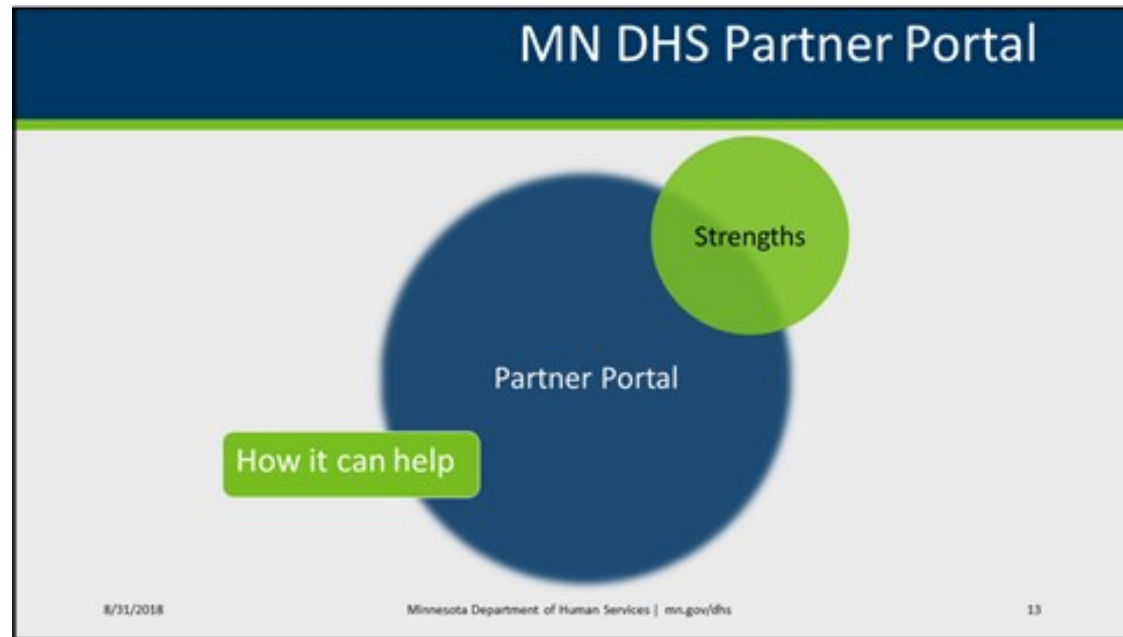 MN DHS Partner Portal
Strengths
Partner Portal
How it can help
8/31/2018
Minnesota Department of Human Services | mn.gov/dhs
13